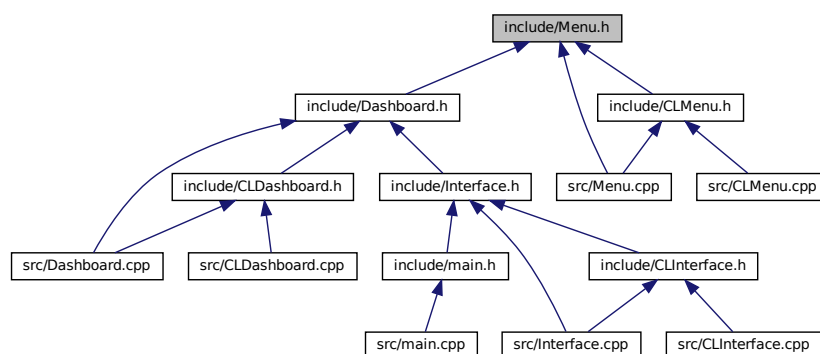 include/Menu.h
include/Dashboard.h
include/CLMenu.h
include/CLDashboard.h
include/Interface.h
src/Menu.cpp
src/CLMenu.cpp
src/Dashboard.cpp
src/CLDashboard.cpp
include/main.h
include/CLInterface.h
src/main.cpp
src/Interface.cpp
src/CLInterface.cpp